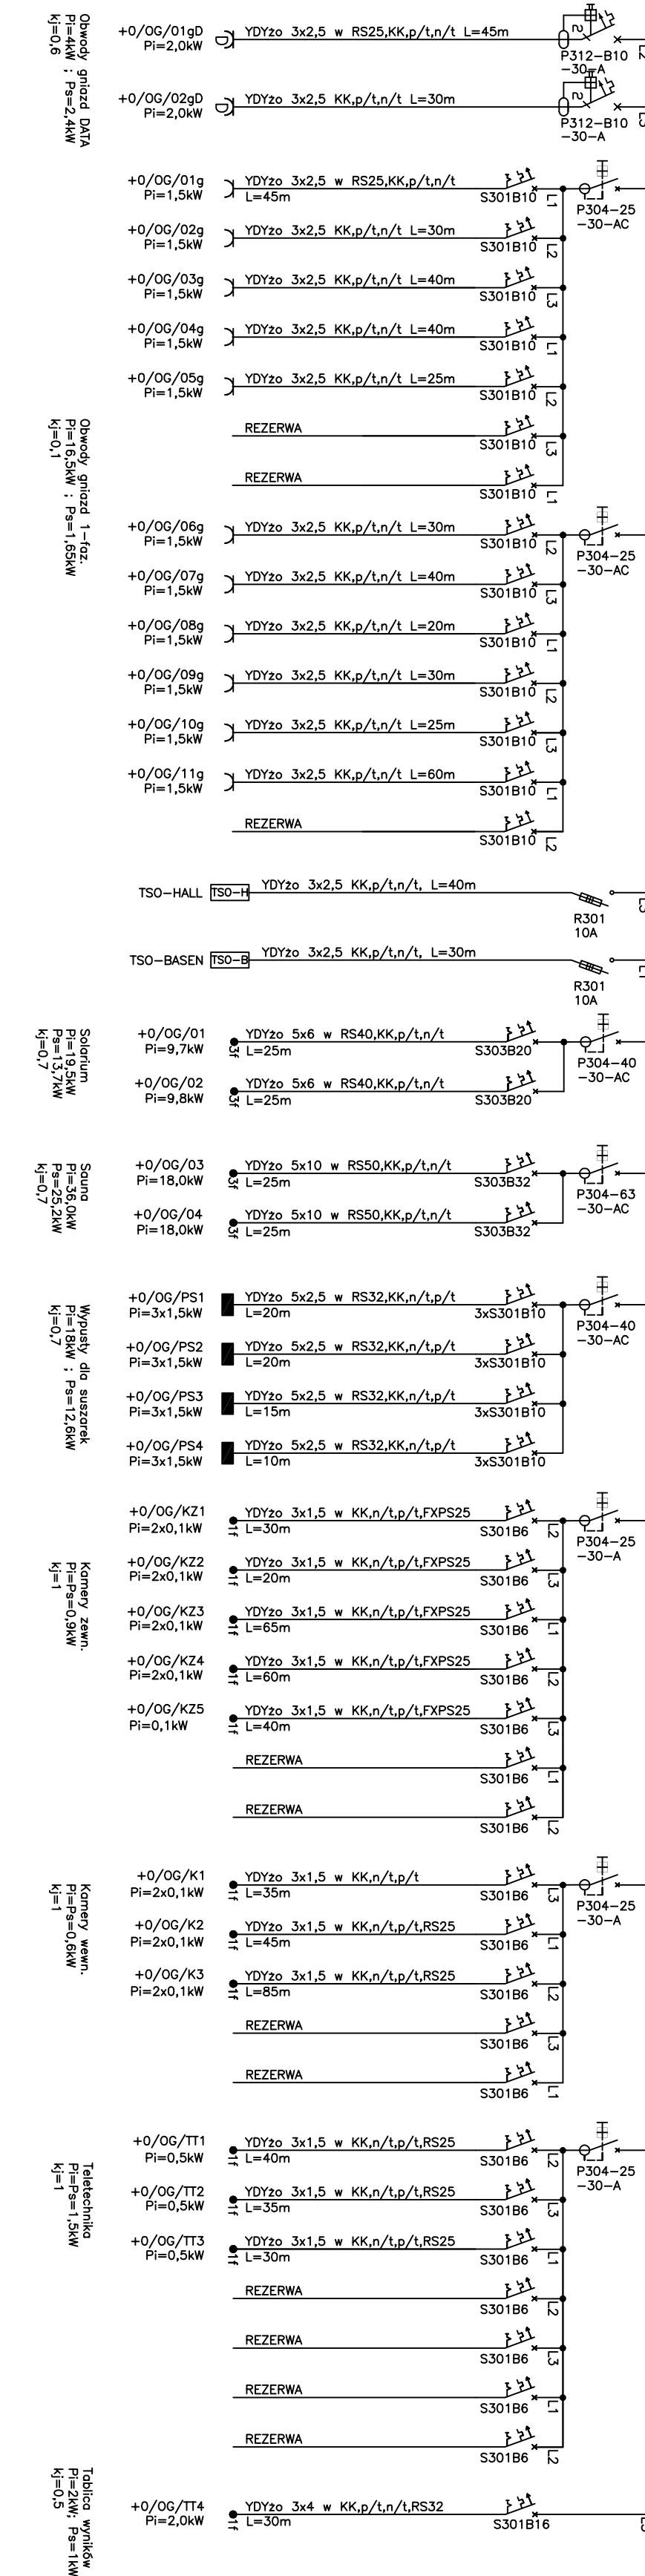 Obwody gniazd DATA
Pi=4kW ; Ps=2,4kW
kj=0,6
+0/OG/01gD
Pi=2,0kW
D
YDYżo 3x2,5 w RS25,KK,p/t,n/t L=45m
2
P312-B10
-30-A
L2
+0/OG/02gD
Pi=2,0kW
D
YDYżo 3x2,5 KK,p/t,n/t L=30m
2
P312-B10
-30-A
L3
Obwody gniazd 1-faz.
Pi=16,5kW ; Ps=1,65kW
kj=0,1
+0/OG/01g
Pi=1,5kW
YDYżo 3x2,5 w RS25,KK,p/t,n/t
L=45m
S301B10
L1
P304-25
-30-AC
+0/OG/02g
Pi=1,5kW
YDYżo 3x2,5 KK,p/t,n/t L=30m
S301B10
L2
+0/OG/03g
Pi=1,5kW
YDYżo 3x2,5 KK,p/t,n/t L=40m
S301B10
L3
+0/OG/04g
Pi=1,5kW
YDYżo 3x2,5 KK,p/t,n/t L=40m
S301B10
L1
+0/OG/05g
Pi=1,5kW
YDYżo 3x2,5 KK,p/t,n/t L=25m
S301B10
L2
REZERWA
S301B10
L3
REZERWA
S301B10
L1
+0/OG/06g
Pi=1,5kW
YDYżo 3x2,5 KK,p/t,n/t L=30m
S301B10
L2
P304-25
-30-AC
+0/OG/07g
Pi=1,5kW
YDYżo 3x2,5 KK,p/t,n/t L=40m
S301B10
L3
+0/OG/08g
Pi=1,5kW
YDYżo 3x2,5 KK,p/t,n/t L=20m
S301B10
L1
+0/OG/09g
Pi=1,5kW
YDYżo 3x2,5 KK,p/t,n/t L=30m
S301B10
L2
+0/OG/10g
Pi=1,5kW
YDYżo 3x2,5 KK,p/t,n/t L=25m
S301B10
L3
+0/OG/11g
Pi=1,5kW
YDYżo 3x2,5 KK,p/t,n/t L=60m
S301B10
L1
REZERWA
S301B10
L2
TSO-HALL
TSO-H
YDYżo 3x2,5 KK,p/t,n/t, L=40m
R301
10A
L3
TSO-BASEN
TSO-B
YDYżo 3x2,5 KK,p/t,n/t, L=30m
R301
10A
L1
Solarium
Pi=19,5kW
Ps=13,7kW
kj=0,7
+0/OG/01
Pi=9,7kW
3f
YDYżo 5x6 w RS40,KK,p/t,n/t
L=25m
S303B20
P304-40
-30-AC
+0/OG/02
Pi=9,8kW
3f
YDYżo 5x6 w RS40,KK,p/t,n/t
L=25m
S303B20
Sauna
Pi=36,0kW
Ps=25,2kW
kj=0,7
+0/OG/03
Pi=18,0kW
3f
YDYżo 5x10 w RS50,KK,p/t,n/t
L=25m
S303B32
P304-63
-30-AC
+0/OG/04
Pi=18,0kW
3f
YDYżo 5x10 w RS50,KK,p/t,n/t
L=25m
S303B32
Wypusty dla suszarek
Pi=18kW ; Ps=12,6kW
kj=0,7
+0/OG/PS1
Pi=3x1,5kW
YDYżo 5x2,5 w RS32,KK,n/t,p/t
L=20m
3xS301B10
P304-40
-30-AC
+0/OG/PS2
Pi=3x1,5kW
YDYżo 5x2,5 w RS32,KK,n/t,p/t
L=20m
3xS301B10
+0/OG/PS3
Pi=3x1,5kW
YDYżo 5x2,5 w RS32,KK,n/t,p/t
L=15m
3xS301B10
+0/OG/PS4
Pi=3x1,5kW
YDYżo 5x2,5 w RS32,KK,n/t,p/t
L=10m
3xS301B10
Kamery zewn.
Pi=Ps=0,9kW
kj=1
+0/OG/KZ1
Pi=2x0,1kW
1f
YDYżo 3x1,5 w KK,n/t,p/t,FXPS25
L=30m
S301B6
L2
P304-25
-30-A
+0/OG/KZ2
Pi=2x0,1kW
1f
YDYżo 3x1,5 w KK,n/t,p/t,FXPS25
L=20m
S301B6
L3
+0/OG/KZ3
Pi=2x0,1kW
1f
YDYżo 3x1,5 w KK,n/t,p/t,FXPS25
L=65m
S301B6
L1
+0/OG/KZ4
Pi=2x0,1kW
1f
YDYżo 3x1,5 w KK,n/t,p/t,FXPS25
L=60m
S301B6
L2
+0/OG/KZ5
Pi=0,1kW
1f
YDYżo 3x1,5 w KK,n/t,p/t,FXPS25
L=40m
S301B6
L3
REZERWA
S301B6
L1
REZERWA
S301B6
L2
Kamery wewn.
Pi=Ps=0,6kW
kj=1
+0/OG/K1
Pi=2x0,1kW
1f
YDYżo 3x1,5 w KK,n/t,p/t
L=35m
S301B6
L3
P304-25
-30-A
+0/OG/K2
Pi=2x0,1kW
1f
YDYżo 3x1,5 w KK,n/t,p/t,RS25
L=45m
S301B6
L1
+0/OG/K3
Pi=2x0,1kW
1f
YDYżo 3x1,5 w KK,n/t,p/t,RS25
L=85m
S301B6
L2
REZERWA
S301B6
L3
REZERWA
S301B6
L1
Teletechnika
Pi=Ps=1,5kW
kj=1
+0/OG/TT1
Pi=0,5kW
1f
YDYżo 3x1,5 w KK,n/t,p/t,RS25
L=40m
S301B6
L2
P304-25
-30-A
+0/OG/TT2
Pi=0,5kW
1f
YDYżo 3x1,5 w KK,n/t,p/t,RS25
L=35m
S301B6
L3
+0/OG/TT3
Pi=0,5kW
1f
YDYżo 3x1,5 w KK,n/t,p/t,RS25
L=30m
S301B6
L1
REZERWA
S301B6
L2
REZERWA
S301B6
L3
REZERWA
S301B6
L1
REZERWA
S301B6
L2
Tablica wyników
Pi=2kW; Ps=1kW
kj=0,5
+0/OG/TT4
Pi=2,0kW
1f
YDYżo 3x4 w KK,p/t,n/t,RS32
L=30m
S301B16